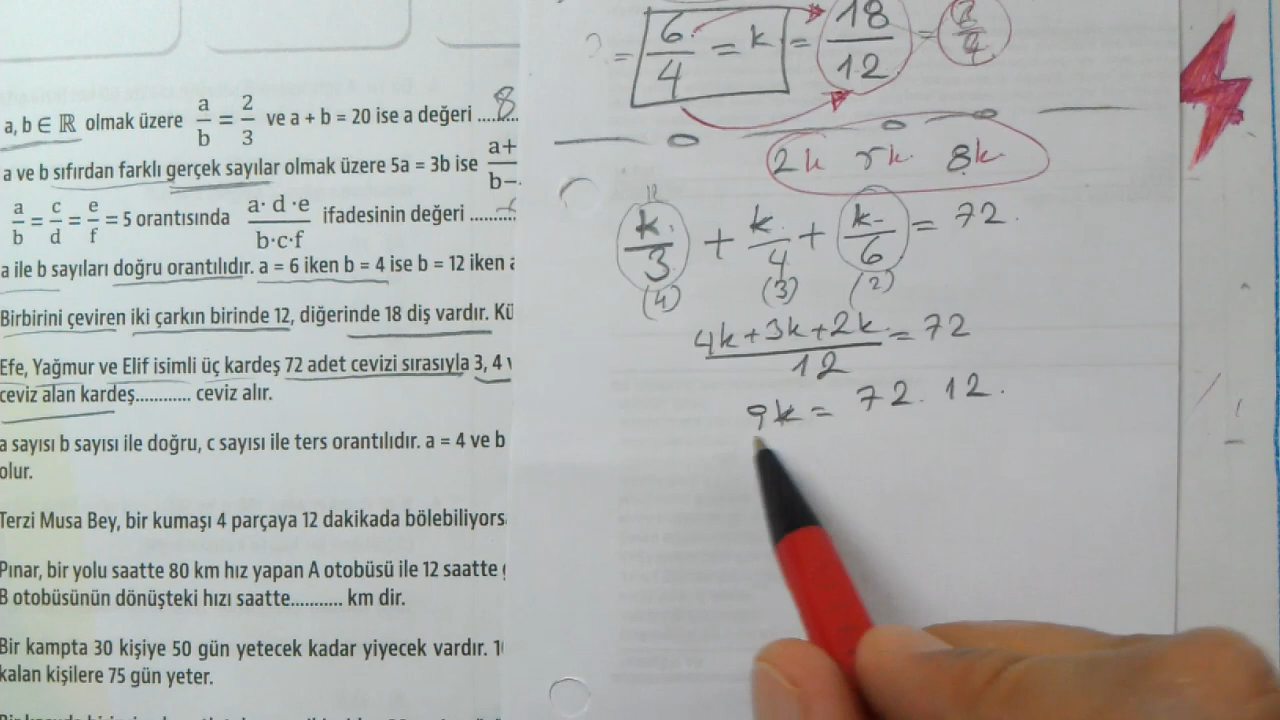 a, b ∈ ℝ olmak üzere a/b = 2/3 ve a + b = 20 ise a değeri .... 8
a ve b sıfırdan farklı gerçek sayılar olmak üzere 5a = 3b ise a+ / b−
a/b = c/d = e/f = 5 orantısında a· d ·e / b·c·f ifadesinin değeri ..........
a ile b sayıları doğru orantılıdır. a = 6 iken b = 4 ise b = 12 iken
Birbirini çeviren iki çarkın birinde 12, diğerinde 18 diş vardır.
Efe, Yağmur ve Elif isimli üç kardeş 72 adet cevizi sırasıyla 3, 4
ceviz alan kardeş............ ceviz alır.
a sayısı b sayısı ile doğru, c sayısı ile ters orantılıdır. a = 4 ve b
olur.
Terzi Musa Bey, bir kumaşı 4 parçaya 12 dakikada
Pınar, bir yolu saatte 80 km hız yapan A otobüsü ile 12 saatte
B otobüsünün dönüşteki hızı saatte........... km dir.
Bir kampta 30 kişiye 50 gün yetecek kadar yiyecek vardır.
kalan kişilere 75 gün yeter.
= 6/4 = k = 18/12 =
2k 5k 8k
k/3 + k/4 + k/6 = 72
(4) (3) (2)
4k+3k+2k / 12 = 72
9k = 72 . 12